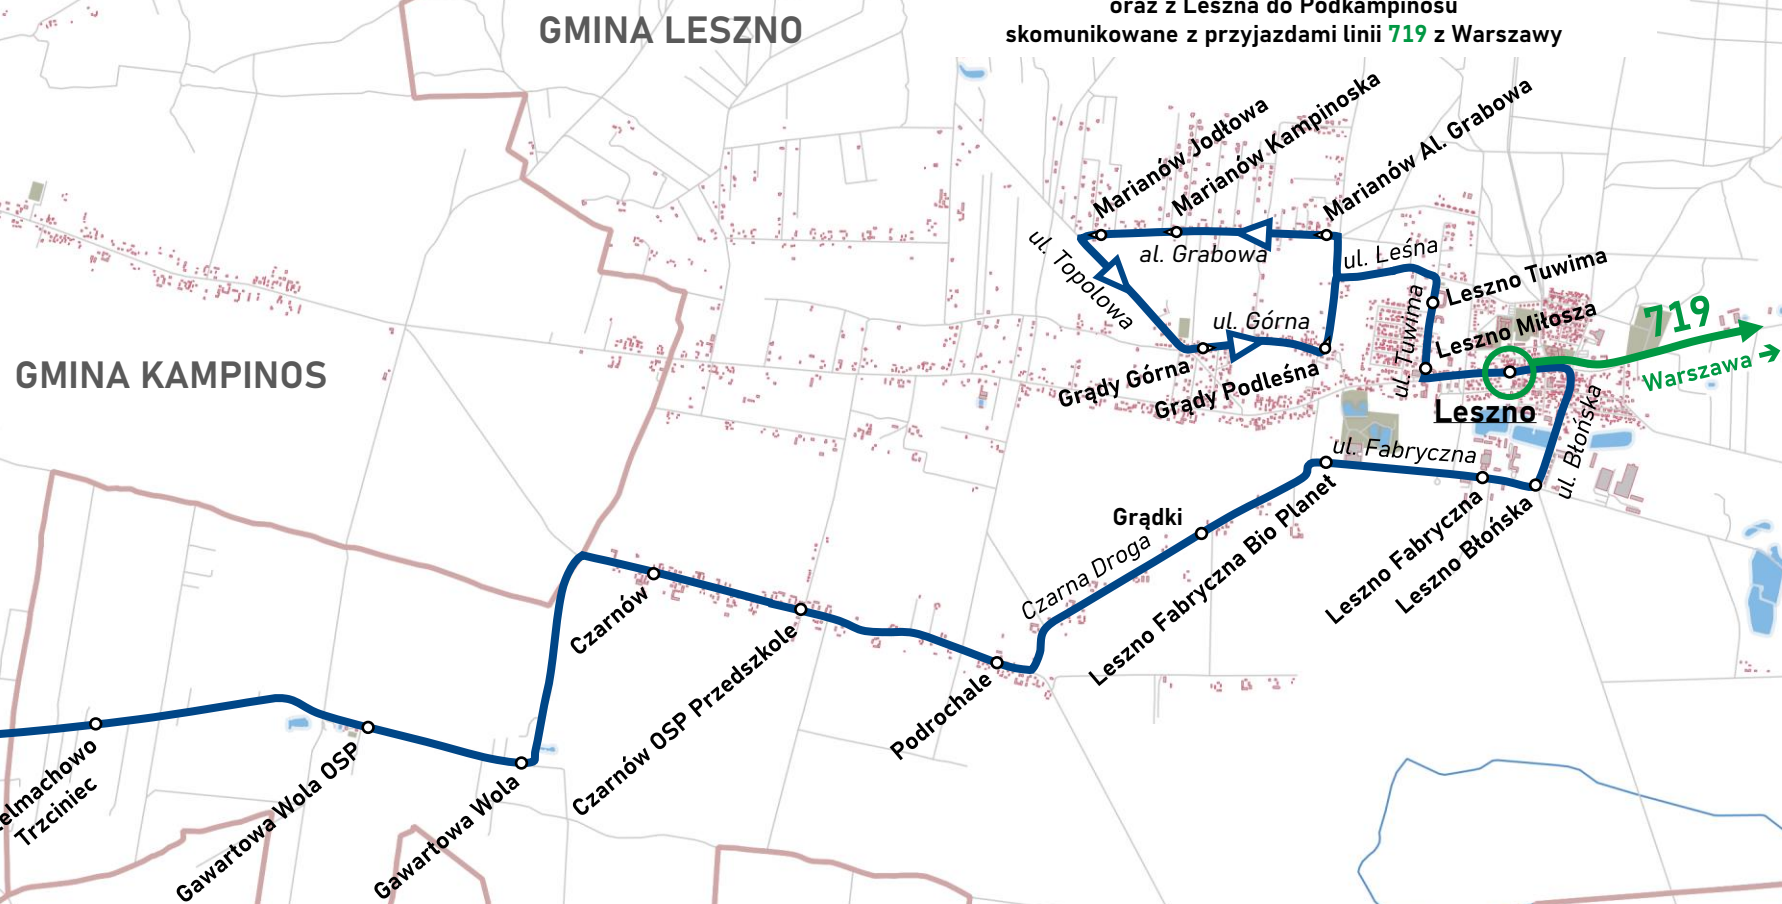 GMINA LESZNO
oraz z Leszna do Podkampinosu
skomunikowane z przyjazdami linii 719 z Warszawy
Marianów Jodłowa
Marianów Kampinoska
Marianów Al. Grabowa
ul. Topolowa
al. Grabowa
ul. Leśna
Leszno Tuwima
ul. Górna
ul. Tuwima
Leszno Miłosza
719
Warszawa
GMINA KAMPINOS
Grądy Górna
Grądy Podleśna
Leszno
ul. Błońska
ul. Fabryczna
Grądki
Czarna Droga
Leszno Fabryczna Bio Planet
Leszno Fabryczna
Leszno Błońska
Czarnów
Czarnów OSP Przedszkole
Podrochale
Trzciniec
Gawartowa Wola OSP
Gawartowa Wola